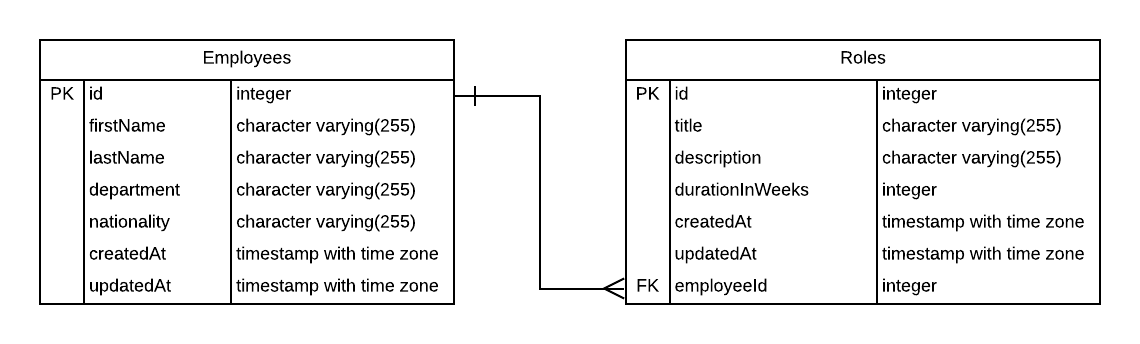 Employees
PK id integer
firstName character varying(255)
lastName character varying(255)
department character varying(255)
nationality character varying(255)
createdAt timestamp with time zone
updatedAt timestamp with time zone
Roles
PK id integer
title character varying(255)
description character varying(255)
durationInWeeks integer
createdAt timestamp with time zone
updatedAt timestamp with time zone
FK employeeId integer